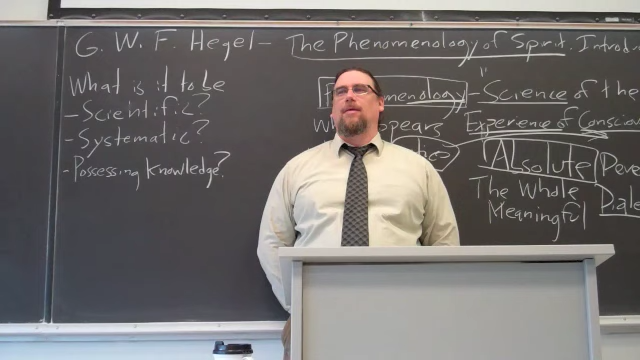 G. W. F. Hegel — The Phenomenology of Spirit. Introd
What is it to be
- Scientific?
- Systematic?
- Possessing Knowledge?
menology - "Science of the
Experience of Conscious
Absolute
The Whole
Meaningful